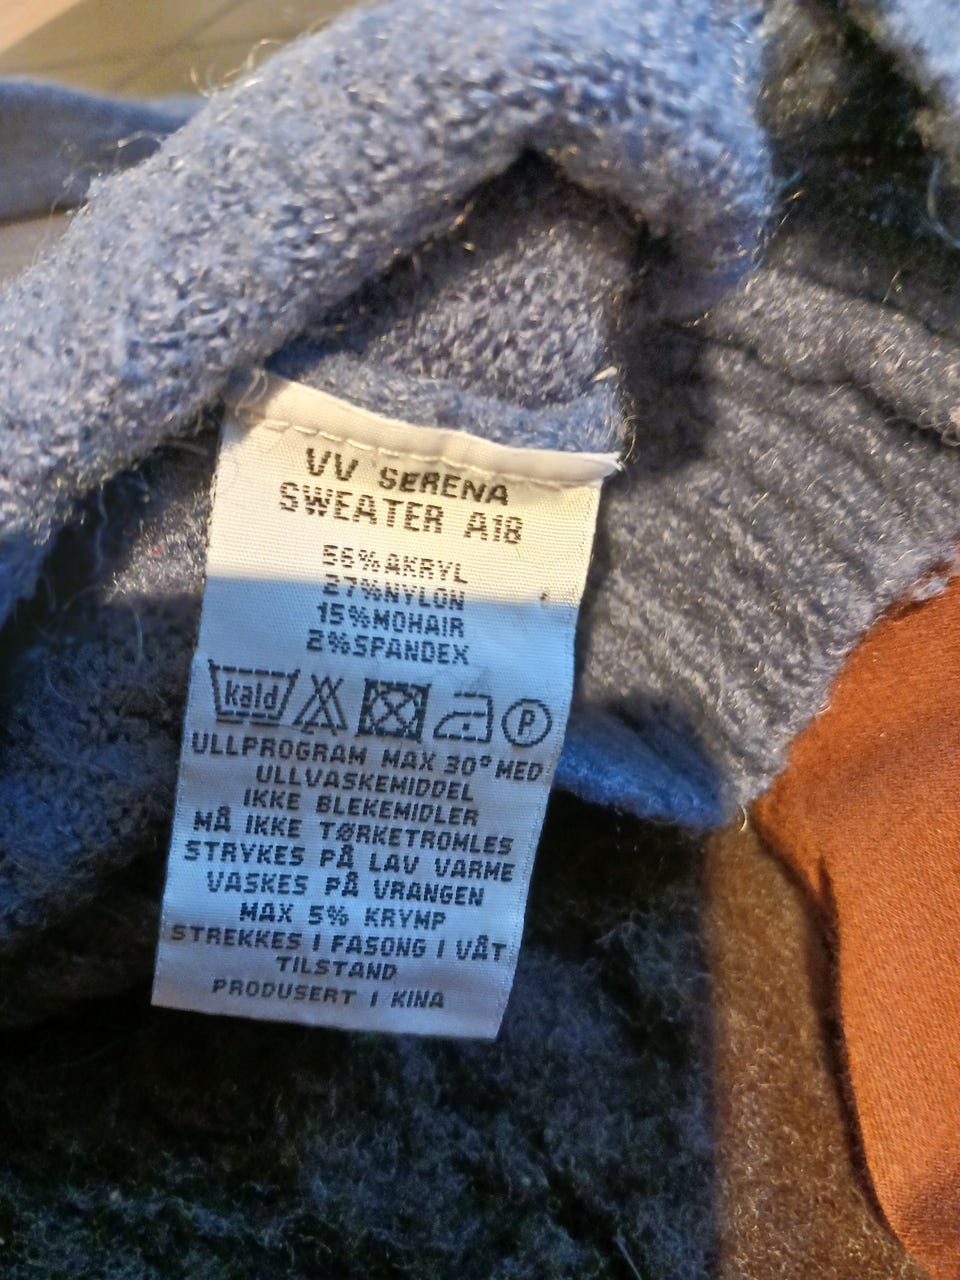 VV SERENA
SWEATER A18
56%AKRYL
27%NYLON
15%MOHAIR
2%SPANDEX
kald P
ULLPROGRAM MAX 30° MED
ULLVASKEMIDDEL
IKKE BLEKEMIDLER
MÅ IKKE TØRKETROMLES
STRYKES PÅ LAV VARME
VASKES PÅ VRANGEN
MAX 5% KRYMP
STREKKES I FASONG I VÅT
TILSTAND
PRODUSERT I KINA